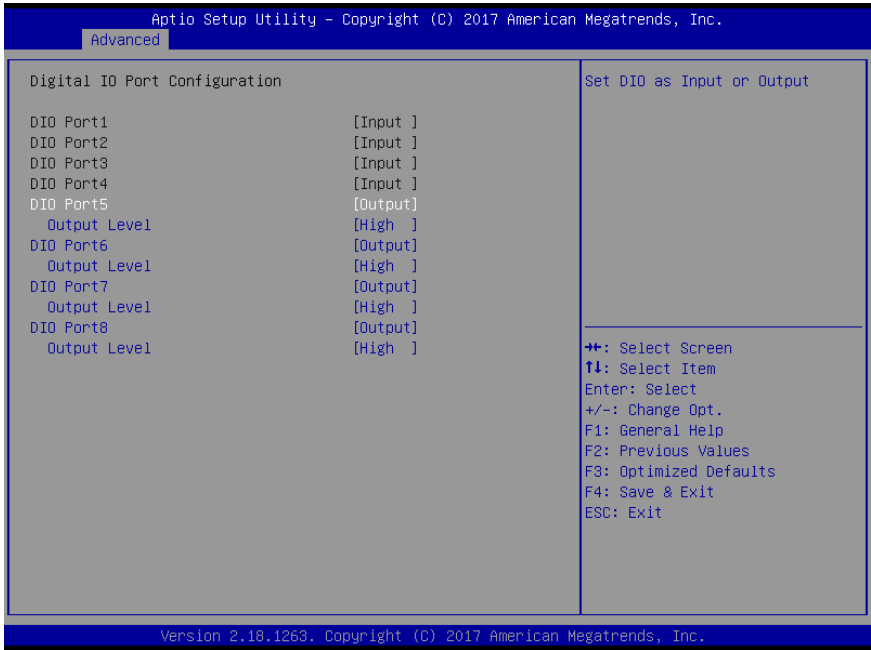 Aptio Setup Utility – Copyright (C) 2017 American Megatrends, Inc.
Advanced
Digital IO Port Configuration
DIO Port1 [Input ]
DIO Port2 [Input ]
DIO Port3 [Input ]
DIO Port4 [Input ]
DIO Port5 [Output]
Output Level [High ]
DIO Port6 [Output]
Output Level [High ]
DIO Port7 [Output]
Output Level [High ]
DIO Port8 [Output]
Output Level [High ]
Set DIO as Input or Output
→←: Select Screen
↑↓: Select Item
Enter: Select
+/-: Change Opt.
F1: General Help
F2: Previous Values
F3: Optimized Defaults
F4: Save & Exit
ESC: Exit
Version 2.18.1263. Copyright (C) 2017 American Megatrends, Inc.